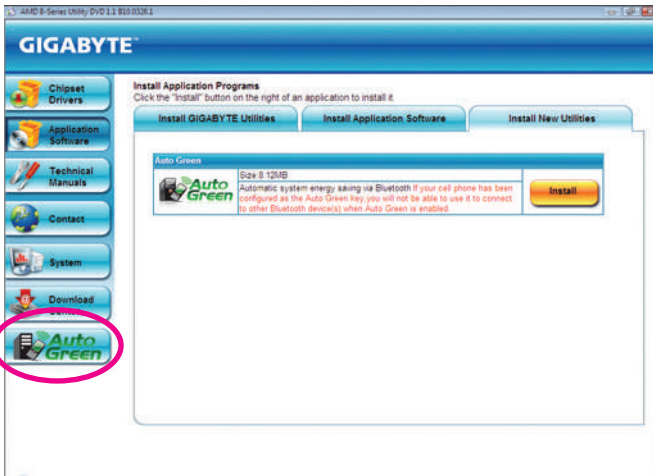 AMD 8-Series Utility DVD 1.1 B10.0326.1
GIGABYTE™
Chipset
Drivers
Application
Software
Technical
Manuals
Contact
System
Download
Auto
Green
Install Application Programs
Click the "Install" button on the right of an application to install it
Install GIGABYTE Utilities
Install Application Software
Install New Utilities
Auto Green
Auto
Green
Size:8.12MB
Automatic system energy saving via Bluetooth If your cell phone has been
configured as the Auto Green key,you will not be able to use it to connect
to other Bluetooth device(s) when Auto Green is enabled.
Install